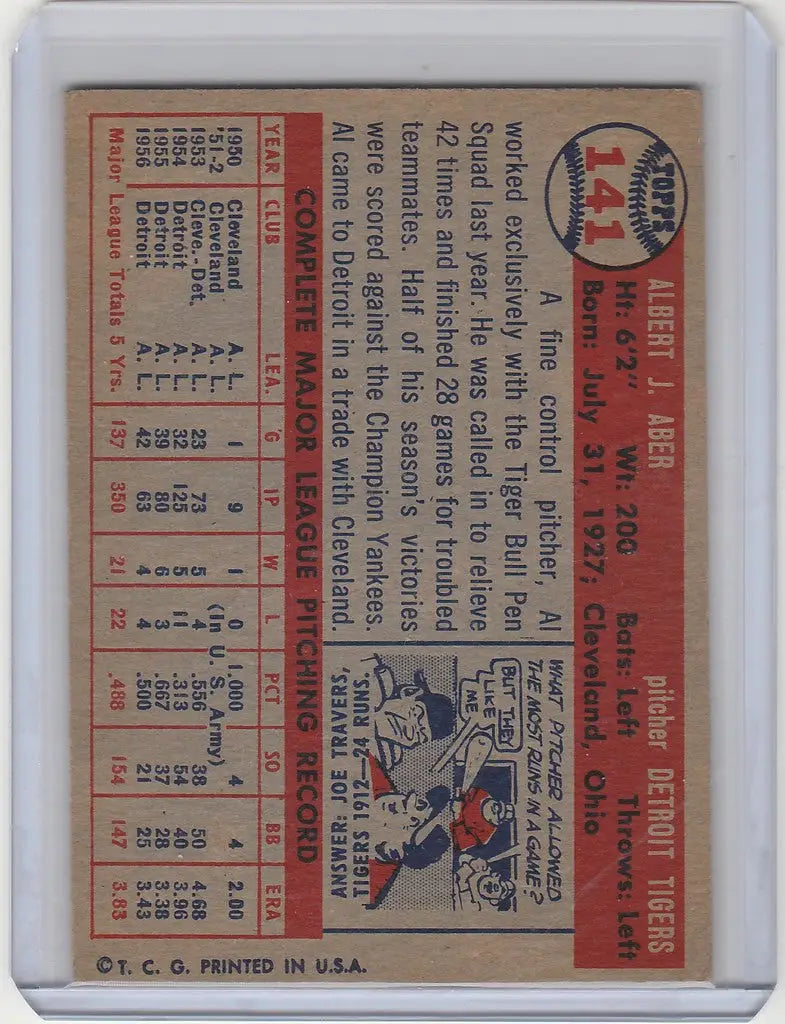 TOPPS
141
ALBERT J. ABER pitcher DETROIT TIGERS
Ht: 6'2" Wt: 200 Bats: Left Throws: Left
Born: July 31, 1927; Cleveland, Ohio
A fine control pitcher, Al
worked exclusively with the Tiger Bull Pen
Squad last year. He was called in to relieve
42 times and finished 28 games for troubled
teammates. Half of his season's victories
were scored against the Champion Yankees.
Al came to Detroit in a trade with Cleveland.
WHAT PITCHER ALLOWED
THE MOST RUNS IN A GAME?
BUT THEY
LIKE
ME
ANSWER: JOE TRAVERS,
TIGERS 1912—24 RUNS.
COMPLETE MAJOR LEAGUE PITCHING RECORD
YEAR CLUB LEA. G IP W L PCT SO BB ERA
1950 Cleveland A. L. 1 9 1 0 1.000 4 4 2.00
'51-2 Cleveland A. L. (In U. S. Army)
1953 Cleve.-Det. A. L. 23 73 5 4 .556 38 50 4.68
1954 Detroit A. L. 32 125 5 11 .313 54 40 3.96
1955 Detroit A. L. 39 80 6 3 .667 37 28 3.38
1956 Detroit A. L. 42 63 4 4 .500 21 25 3.43
Major League Totals 5 Yrs. 137 350 21 22 .488 154 147 3.83
© T. C. G. PRINTED IN U.S.A.